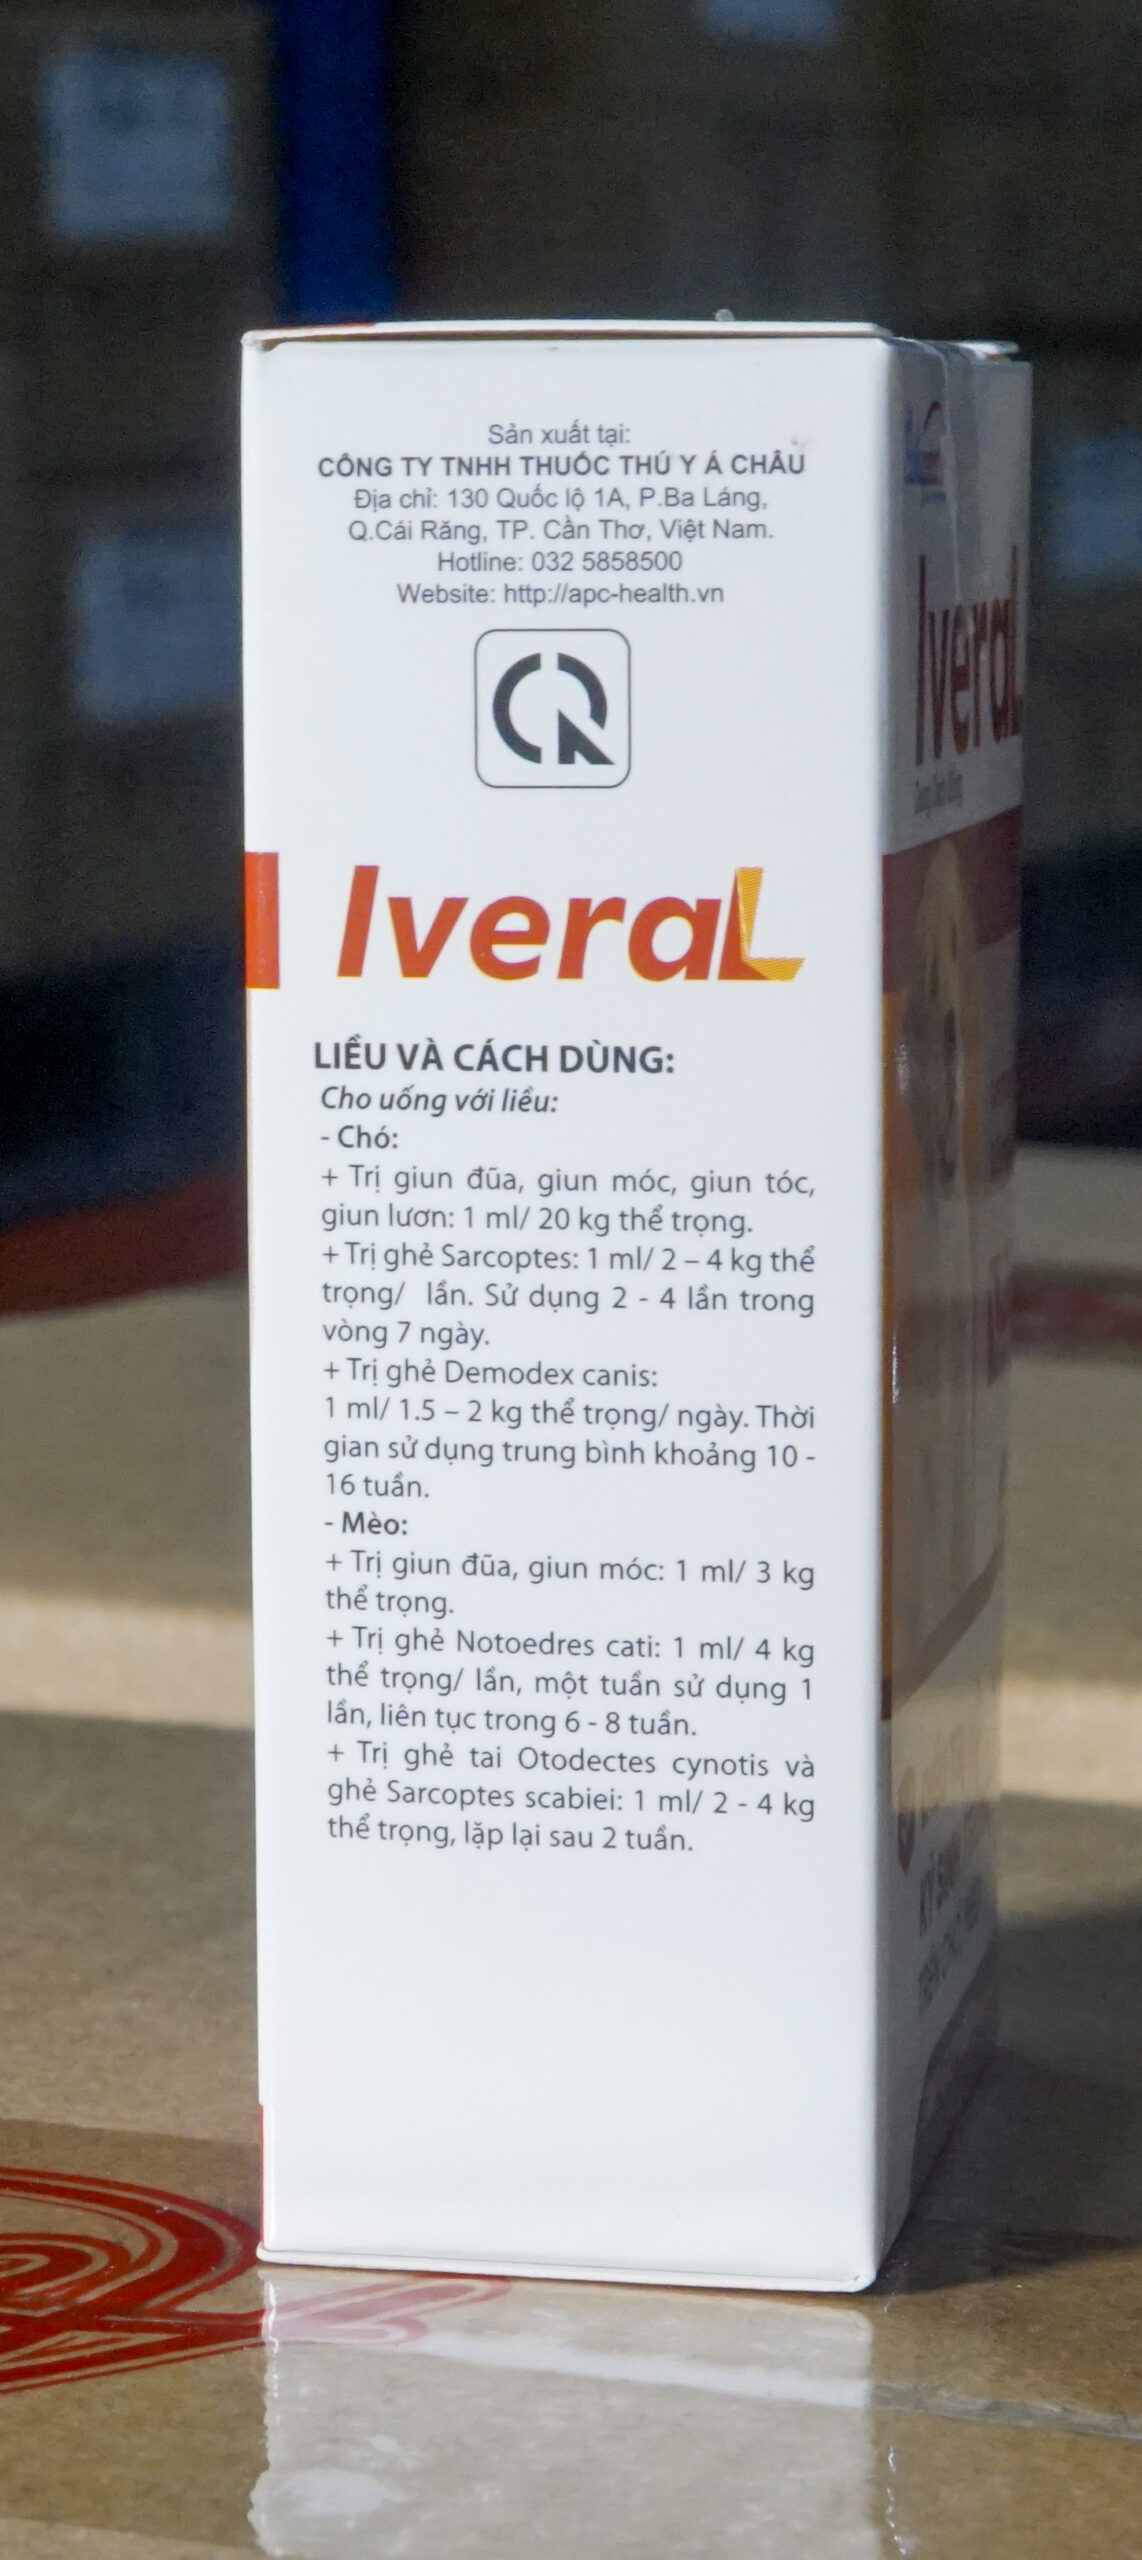 Sản xuất tại:
CÔNG TY TNHH THUỐC THÚ Y Á CHÂU
Địa chỉ: 130 Quốc lộ 1A, P.Ba Láng,
Q.Cái Răng, TP. Cần Thơ, Việt Nam.
Hotline: 032 5858500
Website: http://apc-health.vn
IveraL
LIỀU VÀ CÁCH DÙNG:
Cho uống với liều:
- Chó:
+ Trị giun đũa, giun móc, giun tóc,
giun lươn: 1 ml/ 20 kg thể trọng.
+ Trị ghẻ Sarcoptes: 1 ml/ 2 – 4 kg thể
trọng/ lần. Sử dụng 2 - 4 lần trong
vòng 7 ngày.
+ Trị ghẻ Demodex canis:
1 ml/ 1.5 – 2 kg thể trọng/ ngày. Thời
gian sử dụng trung bình khoảng 10 -
16 tuần.
- Mèo:
+ Trị giun đũa, giun móc: 1 ml/ 3 kg
thể trọng.
+ Trị ghẻ Notoedres cati: 1 ml/ 4 kg
thể trọng/ lần, một tuần sử dụng 1
lần, liên tục trong 6 - 8 tuần.
+ Trị ghẻ tai Otodectes cynotis và
ghẻ Sarcoptes scabiei: 1 ml/ 2 - 4 kg
thể trọng, lặp lại sau 2 tuần.
IveraL